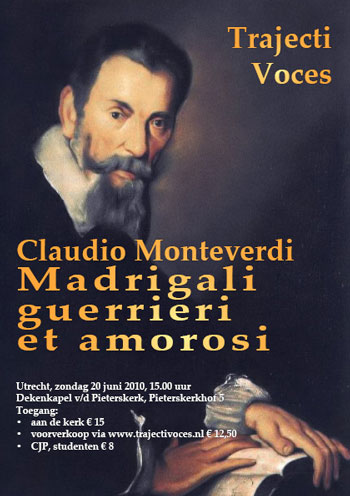 Trajecti
Voces
Claudio Monteverdi
Madrigali
guerrieri
et amorosi
Utrecht, zondag 20 juni 2010, 15.00 uur
Dekenkapel v/d Pieterskerk, Pieterskerkhof 5
Toegang:
• aan de kerk € 15
• voorverkoop via www.trajectivoces.nl € 12,50
• CJP, studenten € 8